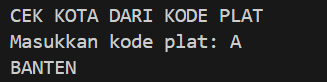 CEK KOTA DARI KODE PLAT
Masukkan kode plat: A
BANTEN